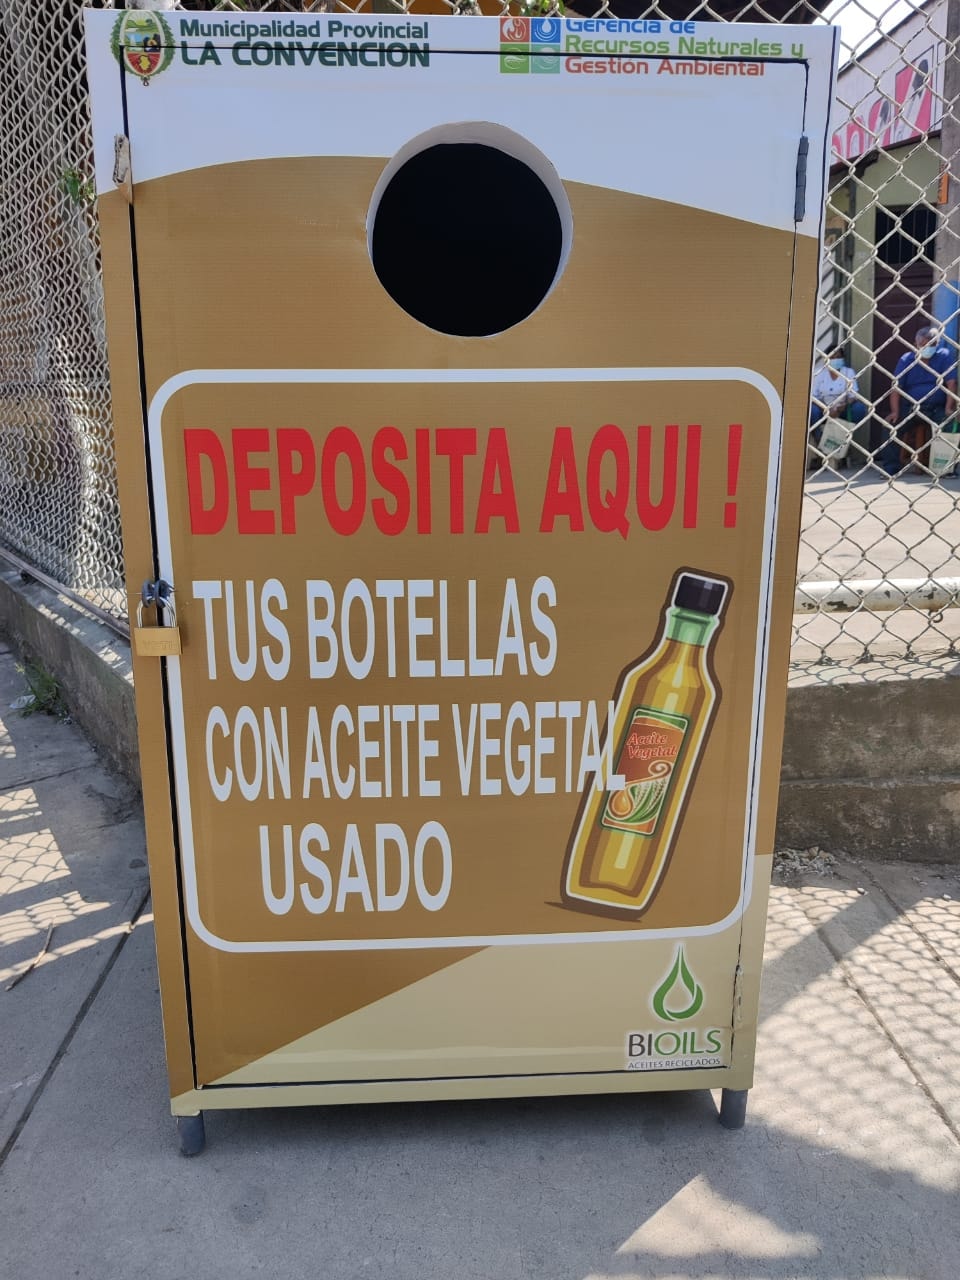 Municipalidad Provincial
LA CONVENCION
Gerencia de
Recursos Naturales y
Gestión Ambiental
DEPOSITA AQUI !
TUS BOTELLAS
CON ACEITE VEGETAL
USADO
Aceite
Vegetal
BIOILS
ACEITES RECICLADOS